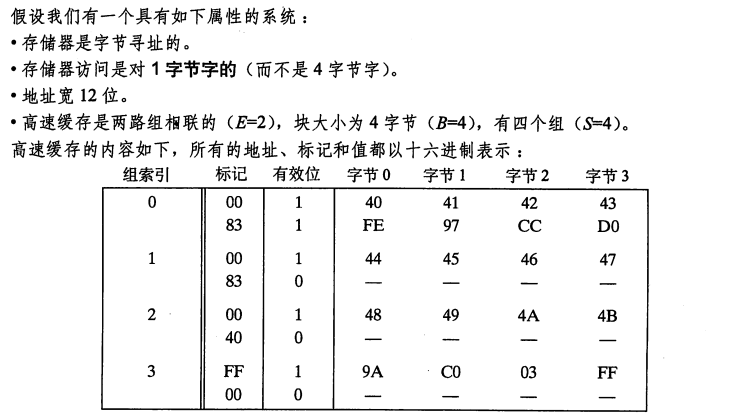 假设我们有一个具有如下属性的系统：
•存储器是字节寻址的。
•存储器访问是对 1 字节字的（而不是 4 字节字）。
•地址宽 12 位。
•高速缓存是两路组相联的（E=2），块大小为 4 字节（B=4），有四个组（S=4）。
高速缓存的内容如下，所有的地址、标记和值都以十六进制表示：
组索引 标记 有效位 字节 0 字节 1 字节 2 字节 3
0 00 1 40 41 42 43
83 1 FE 97 CC D0
1 00 1 44 45 46 47
83 0 — — — —
2 00 1 48 49 4A 4B
40 0 — — — —
3 FF 1 9A C0 03 FF
00 0 — — — —